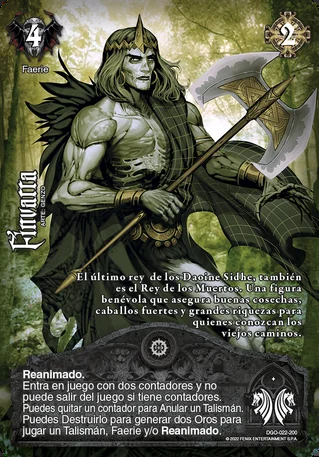 4
2
Faerie
Finvarra
ARTE: GENZO
El último rey de los Daoine Sidhe, también
es el Rey de los Muertos. Una figura
benévola que asegura buenas cosechas,
caballos fuertes y grandes riquezas para
quienes conozcan los
viejos caminos.
Reanimado.
Entra en juego con dos contadores y no
puede salir del juego si tiene contadores.
Puedes quitar un contador para Anular un Talismán.
Puedes Destruirlo para generar dos Oros para
jugar un Talismán, Faerie y/o Reanimado.
DGO-022-200
© 2022 FENIX ENTERTAINMENT S.P.A.